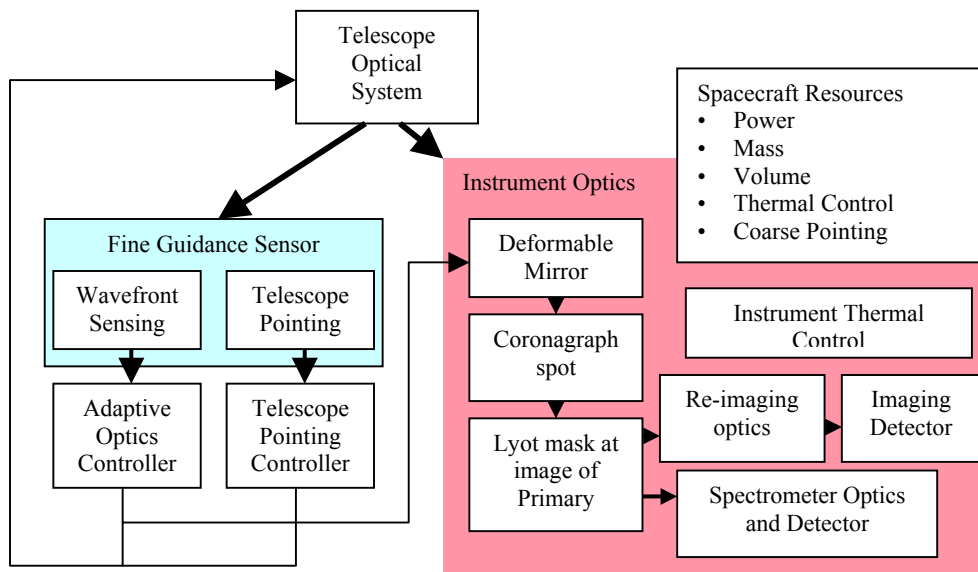 Telescope
Optical
System
Spacecraft Resources
• Power
• Mass
• Volume
• Thermal Control
• Coarse Pointing
Instrument Optics
Fine Guidance Sensor
Wavefront
Sensing
Telescope
Pointing
Deformable
Mirror
Instrument Thermal
Control
Coronagraph
spot
Adaptive
Optics
Controller
Telescope
Pointing
Controller
Re-imaging
optics
Imaging
Detector
Lyot mask at
image of
Primary
Spectrometer Optics
and Detector